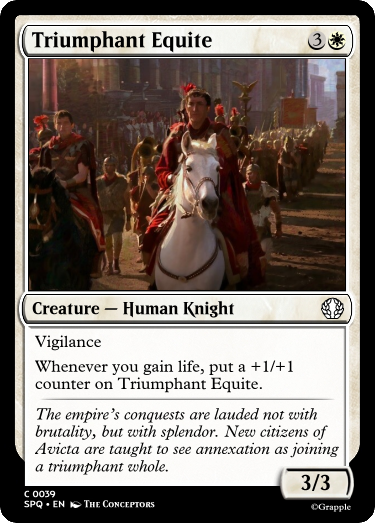 Triumphant Equite 3
Creature — Human Knight
Vigilance
Whenever you gain life, put a +1/+1
counter on Triumphant Equite.
The empire's conquests are lauded not with
brutality, but with splendor. New citizens of
Avicta are taught to see annexation as joining
a triumphant whole.
3/3
C 0039
SPQ • EN The Conceptors
©Grapple